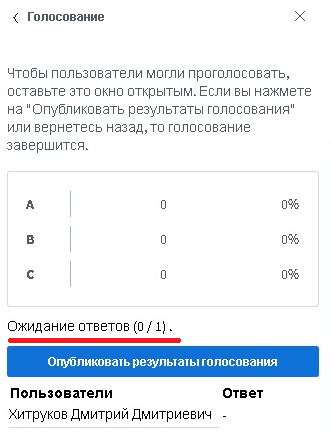 Голосование
Чтобы пользователи могли проголосовать,
оставьте это окно открытым. Если вы нажмете
на "Опубликовать результаты голосования"
или вернетесь назад, то голосование
завершится.
A 0 0%
B 0 0%
C 0 0%
Ожидание ответов (0 / 1) .
Опубликовать результаты голосования
Пользователи Ответ
Хитруков Дмитрий Дмитриевич -